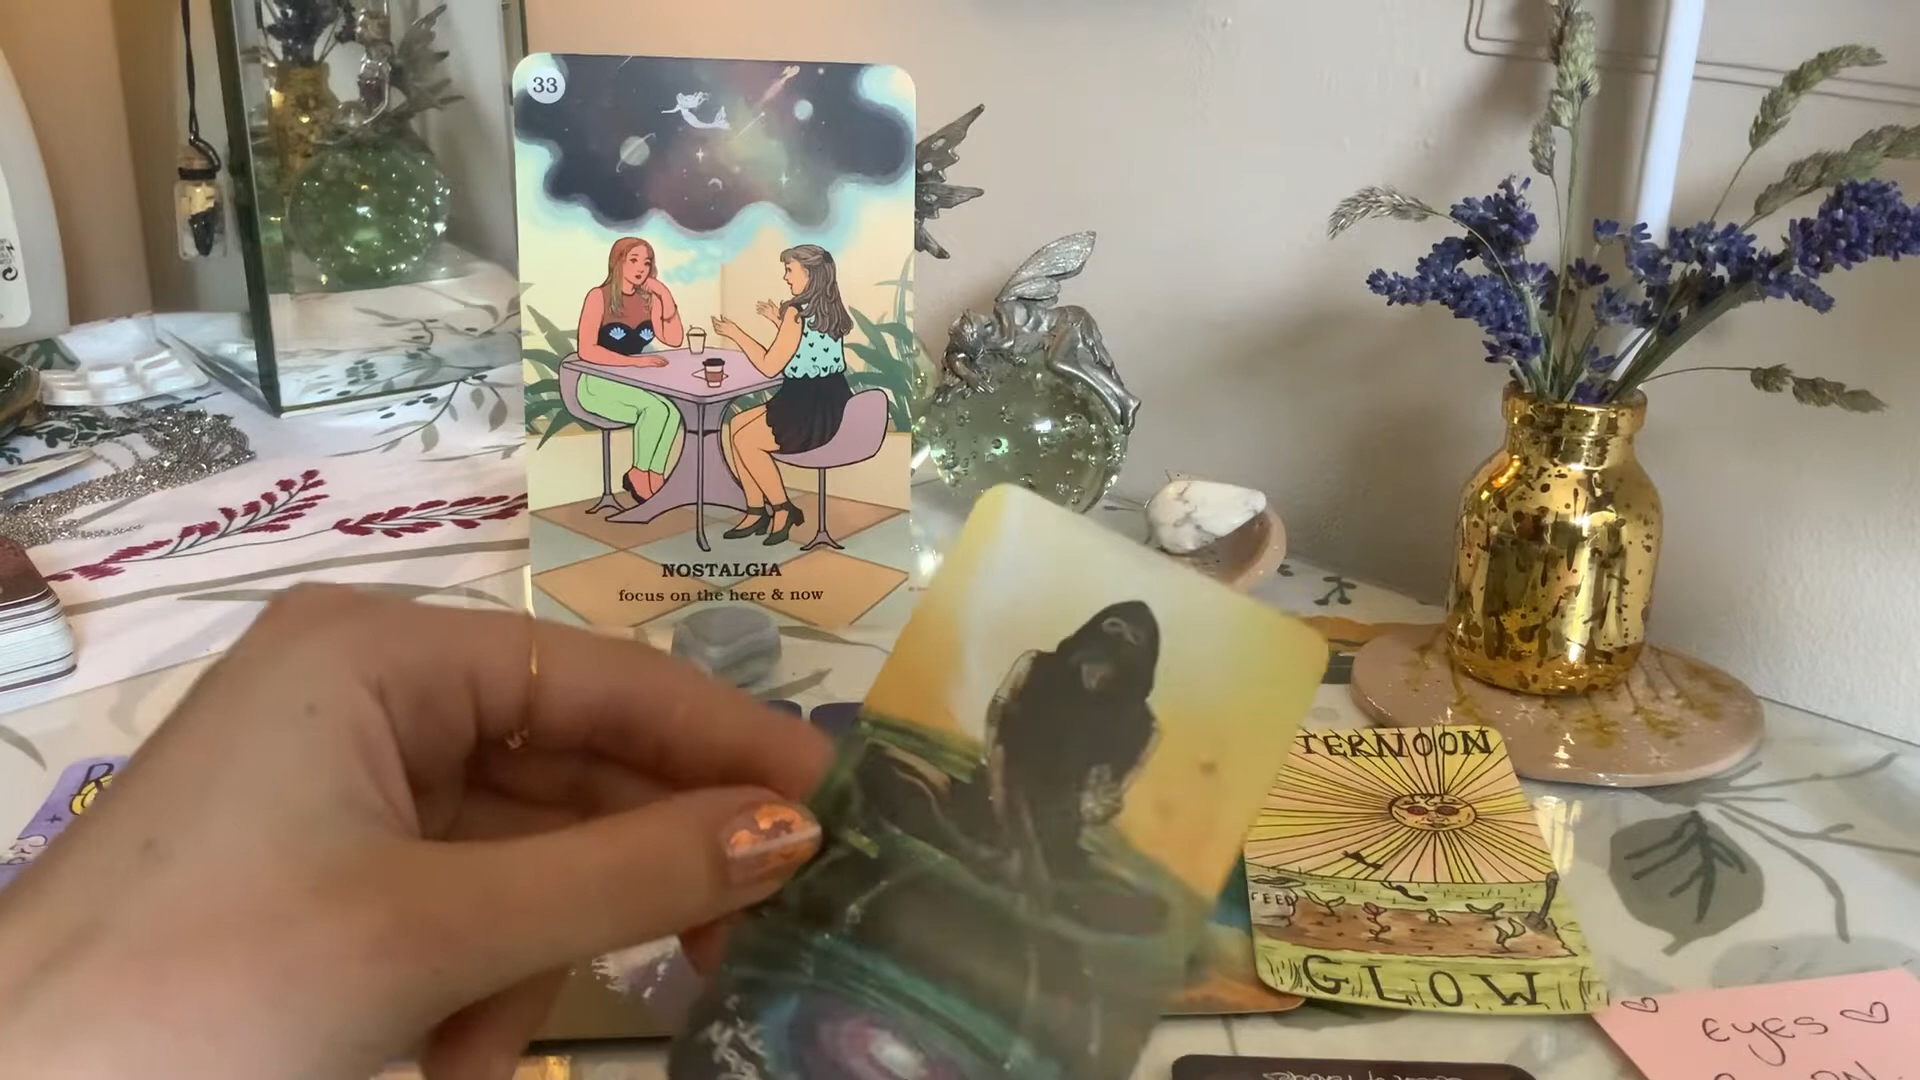 33
NOSTALGIA
focus on the here & now
TERNOON
FEED
GLOW
EYES